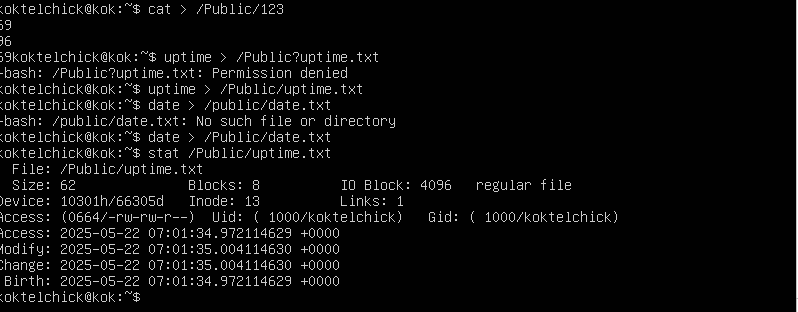 koktelchick@kok:~$ cat > /Public/123
69
96
69koktelchick@kok:~$ uptime > /Public?uptime.txt
-bash: /Public?uptime.txt: Permission denied
koktelchick@kok:~$ uptime > /Public/uptime.txt
koktelchick@kok:~$ date > /public/date.txt
-bash: /public/date.txt: No such file or directory
koktelchick@kok:~$ date > /Public/date.txt
koktelchick@kok:~$ stat /Public/uptime.txt
  File: /Public/uptime.txt
  Size: 62              Blocks: 8          IO Block: 4096   regular file
Device: 10301h/66305d   Inode: 13          Links: 1
Access: (0664/-rw-rw-r--)  Uid: ( 1000/koktelchick)   Gid: ( 1000/koktelchick)
Access: 2025-05-22 07:01:34.972114629 +0000
Modify: 2025-05-22 07:01:35.004114630 +0000
Change: 2025-05-22 07:01:35.004114630 +0000
 Birth: 2025-05-22 07:01:34.972114629 +0000
koktelchick@kok:~$